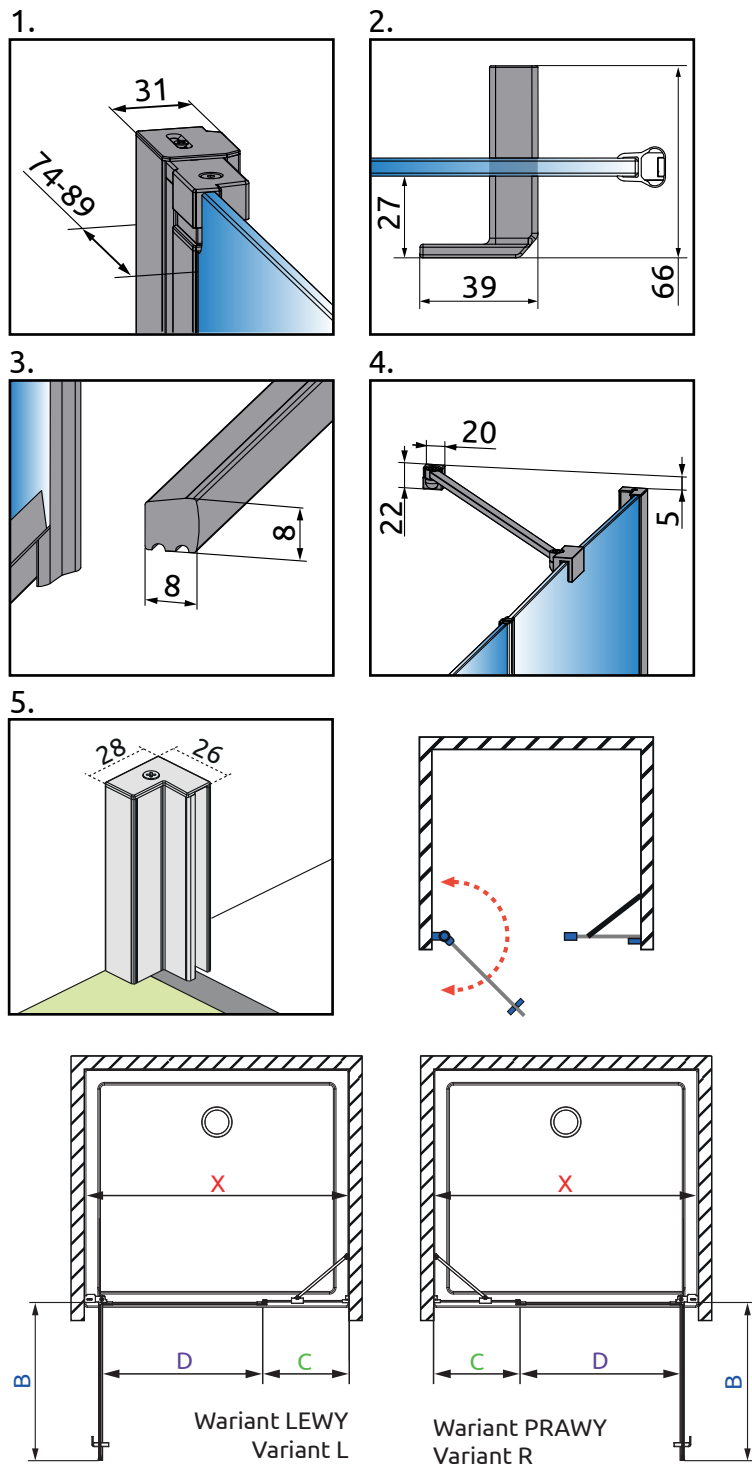 1.
31
74-89
2.
27
39
66
3.
8
8
4.
20
22
5
5.
28
26
X
B
D
C
Wariant LEWY
Variant L
X
C
D
B
Wariant PRAWY
Variant R